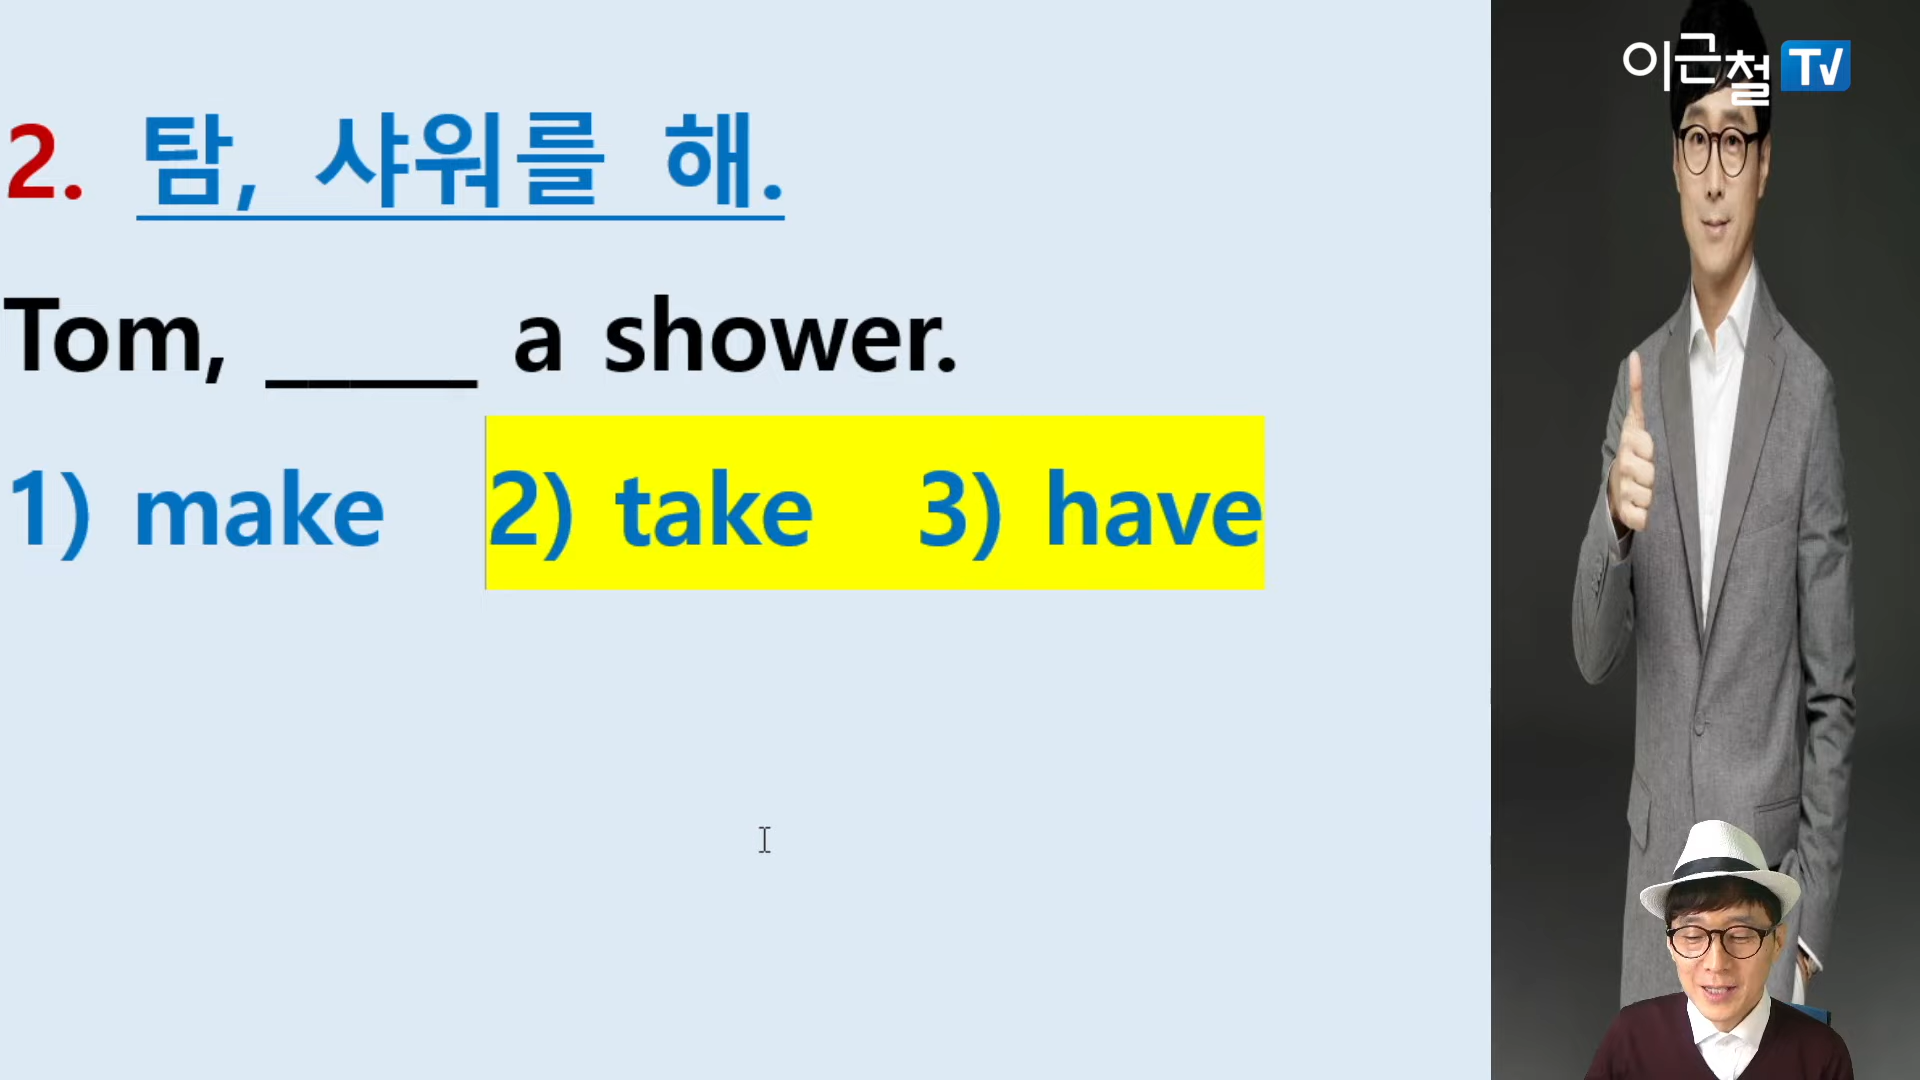 이근철 TV
2. 탐, 샤워를 해.
Tom, _____ a shower.
1) make 2) take 3) have